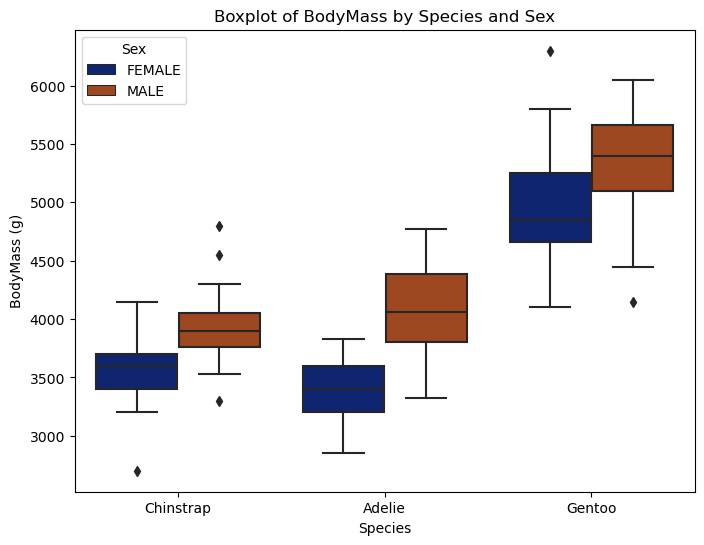 Boxplot of BodyMass by Species and Sex
Sex
FEMALE
MALE
BodyMass (g)
6000
5500
5000
4500
4000
3500
3000
Chinstrap
Adelie
Gentoo
Species